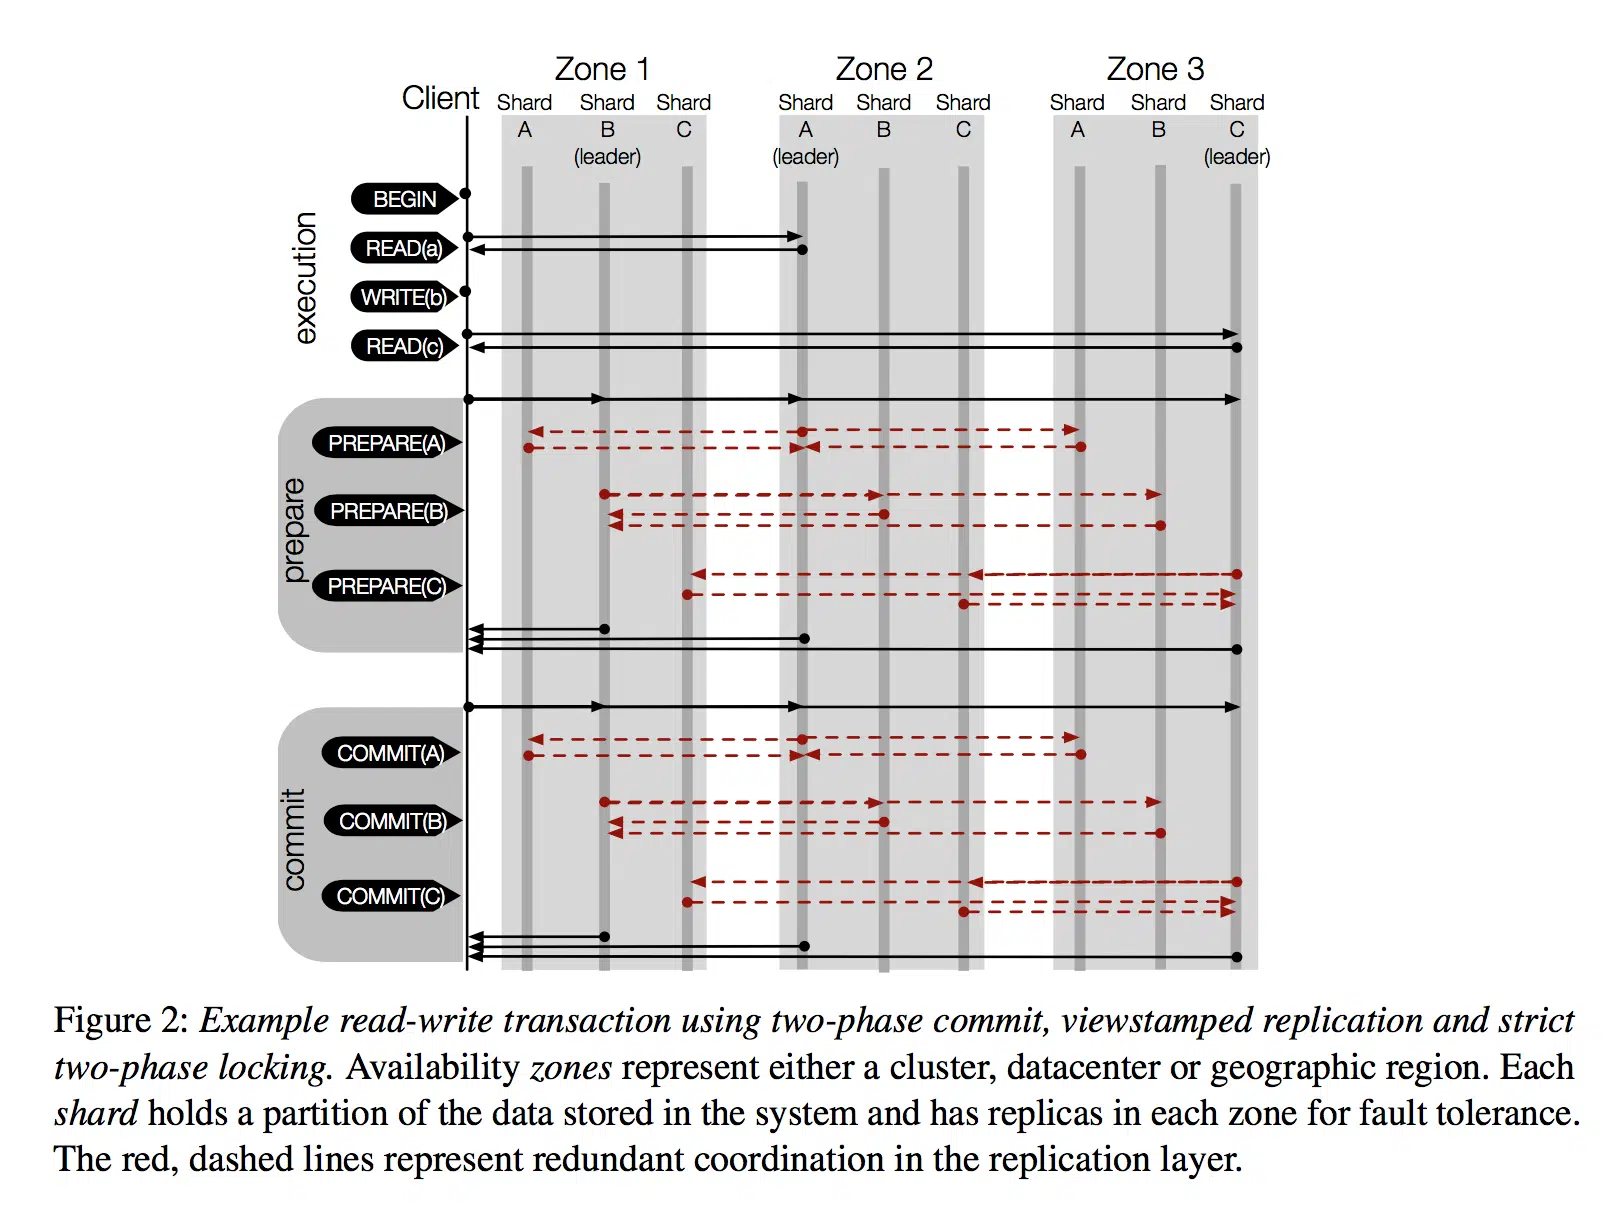 Zone 1 Zone 2 Zone 3
Client Shard Shard Shard Shard Shard Shard Shard Shard Shard
A B C A B C A B C
(leader) (leader) (leader)
execution
BEGIN
READ(a)
WRITE(b)
READ(c)
prepare
PREPARE(A)
PREPARE(B)
PREPARE(C)
commit
COMMIT(A)
COMMIT(B)
COMMIT(C)
Figure 2: Example read-write transaction using two-phase commit, viewstamped replication and strict
two-phase locking. Availability zones represent either a cluster, datacenter or geographic region. Each
shard holds a partition of the data stored in the system and has replicas in each zone for fault tolerance.
The red, dashed lines represent redundant coordination in the replication layer.